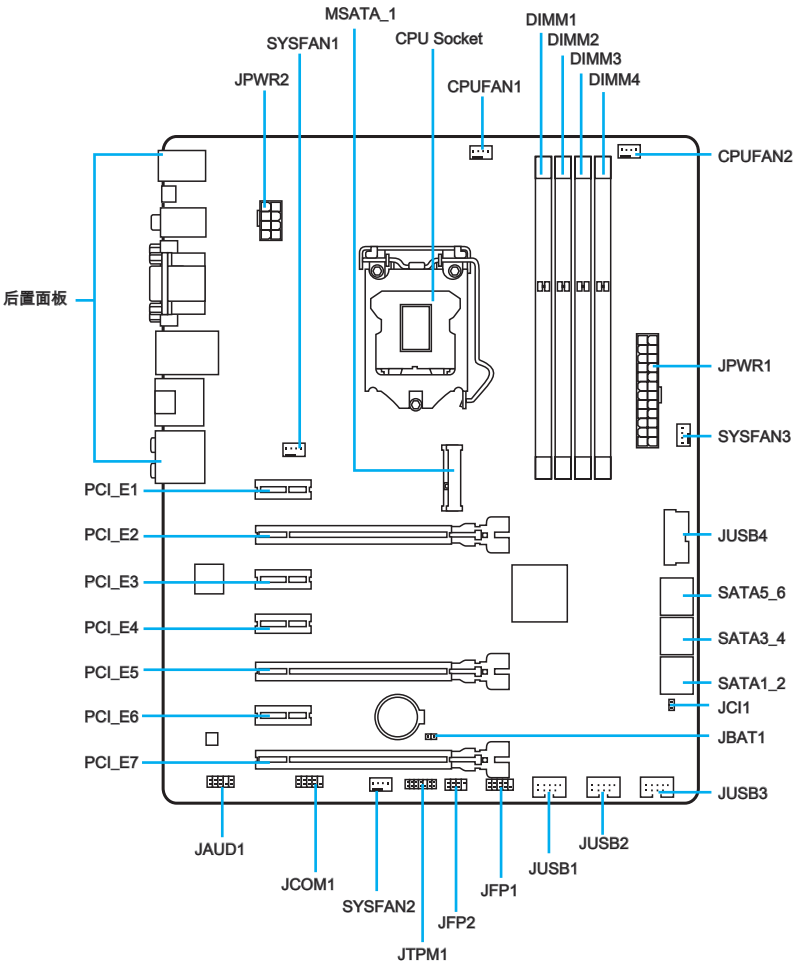 MSATA_1
DIMM1
SYSFAN1
CPU Socket
DIMM2
DIMM3
JPWR2
CPUFAN1
DIMM4
CPUFAN2
后置面板
JPWR1
SYSFAN3
PCI_E1
PCI_E2
JUSB4
PCI_E3
SATA5_6
PCI_E4
SATA3_4
PCI_E5
SATA1_2
JCI1
PCI_E6
JBAT1
PCI_E7
JUSB3
JAUD1
JUSB2
JUSB1
JCOM1
JFP1
SYSFAN2
JFP2
JTPM1